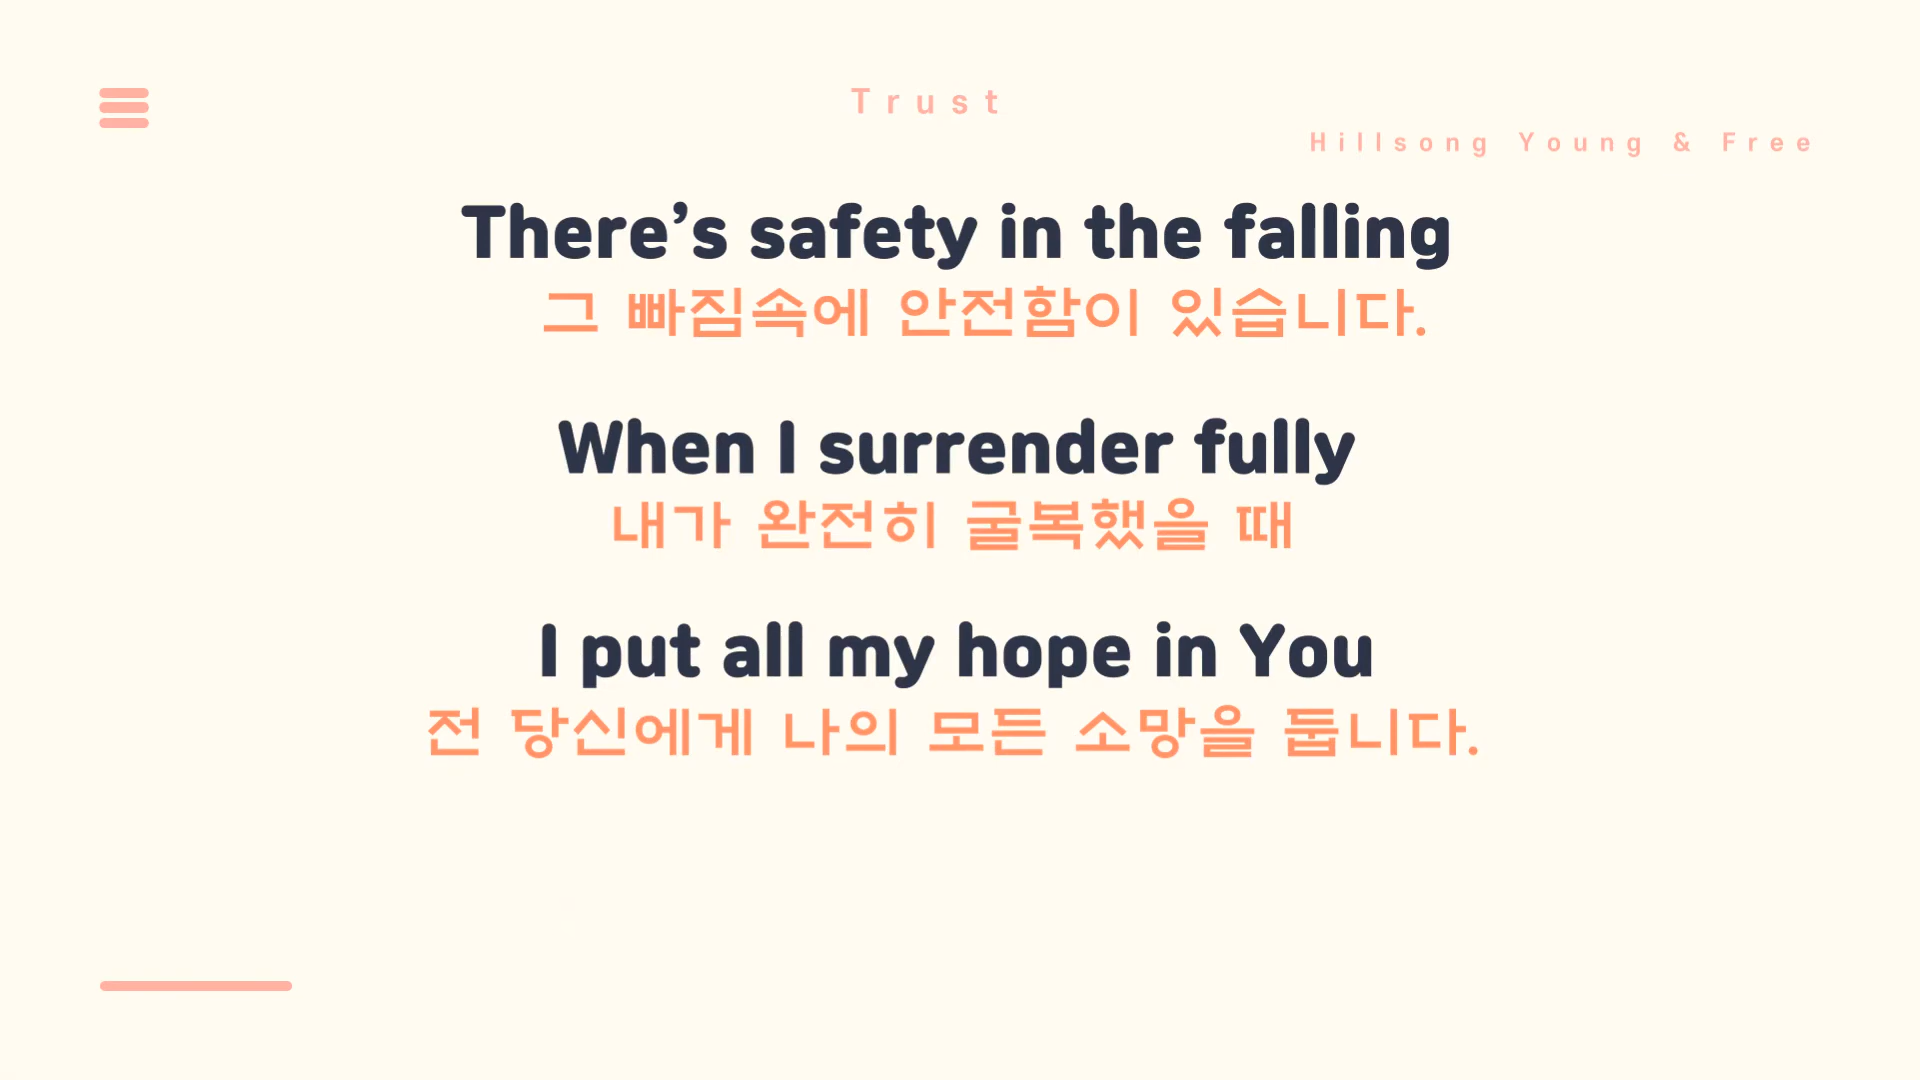 Trust
Hillsong Young & Free
There’s safety in the falling
그 빠짐속에 안전함이 있습니다.
When I surrender fully
내가 완전히 굴복했을 때
I put all my hope in You
전 당신에게 나의 모든 소망을 둡니다.